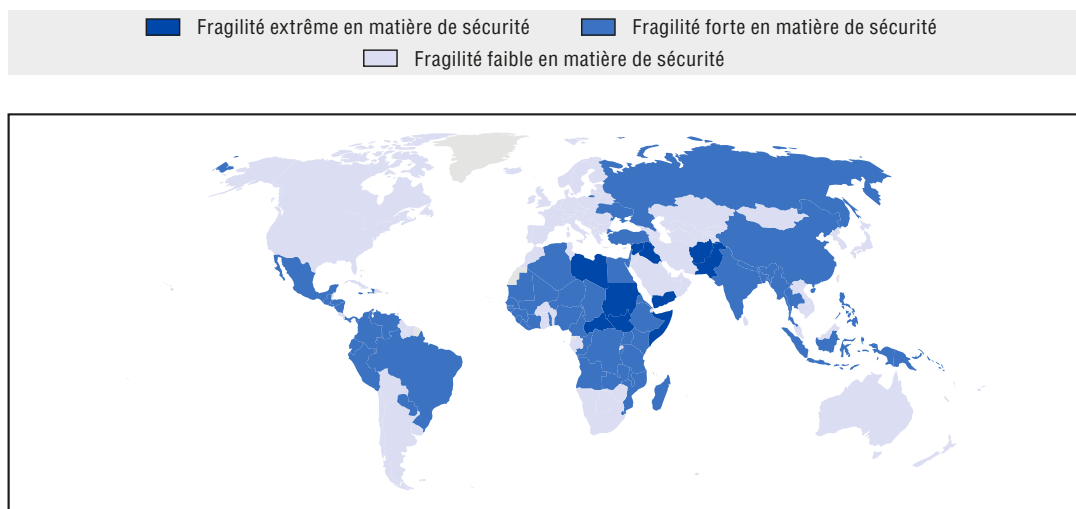 Fragilité extrême en matière de sécurité Fragilité forte en matière de sécurité
Fragilité faible en matière de sécurité